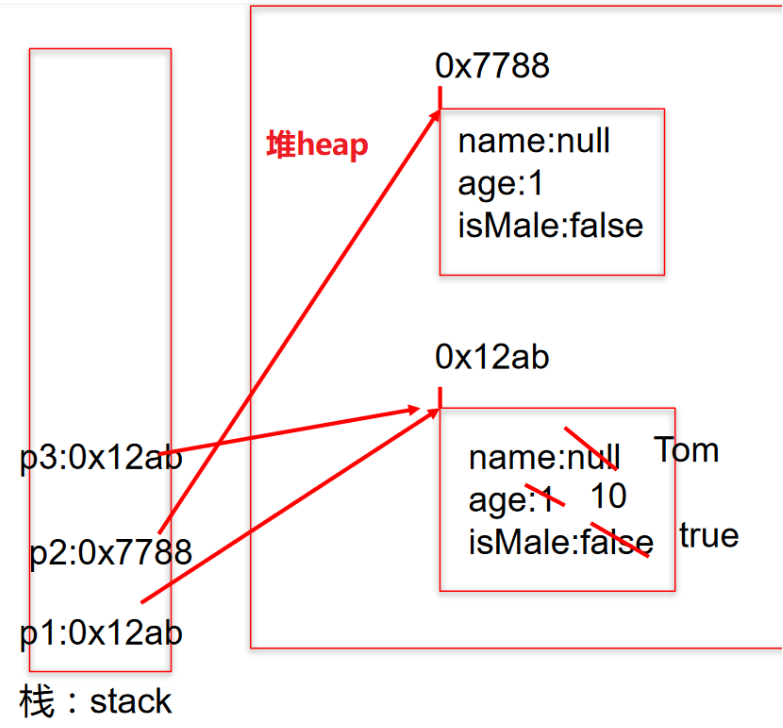 0x7788
堆heap
name:null
age:1
isMale:false
0x12ab
name:null Tom
age:1 10
isMale:false true
p3:0x12ab
p2:0x7788
p1:0x12ab
栈：stack